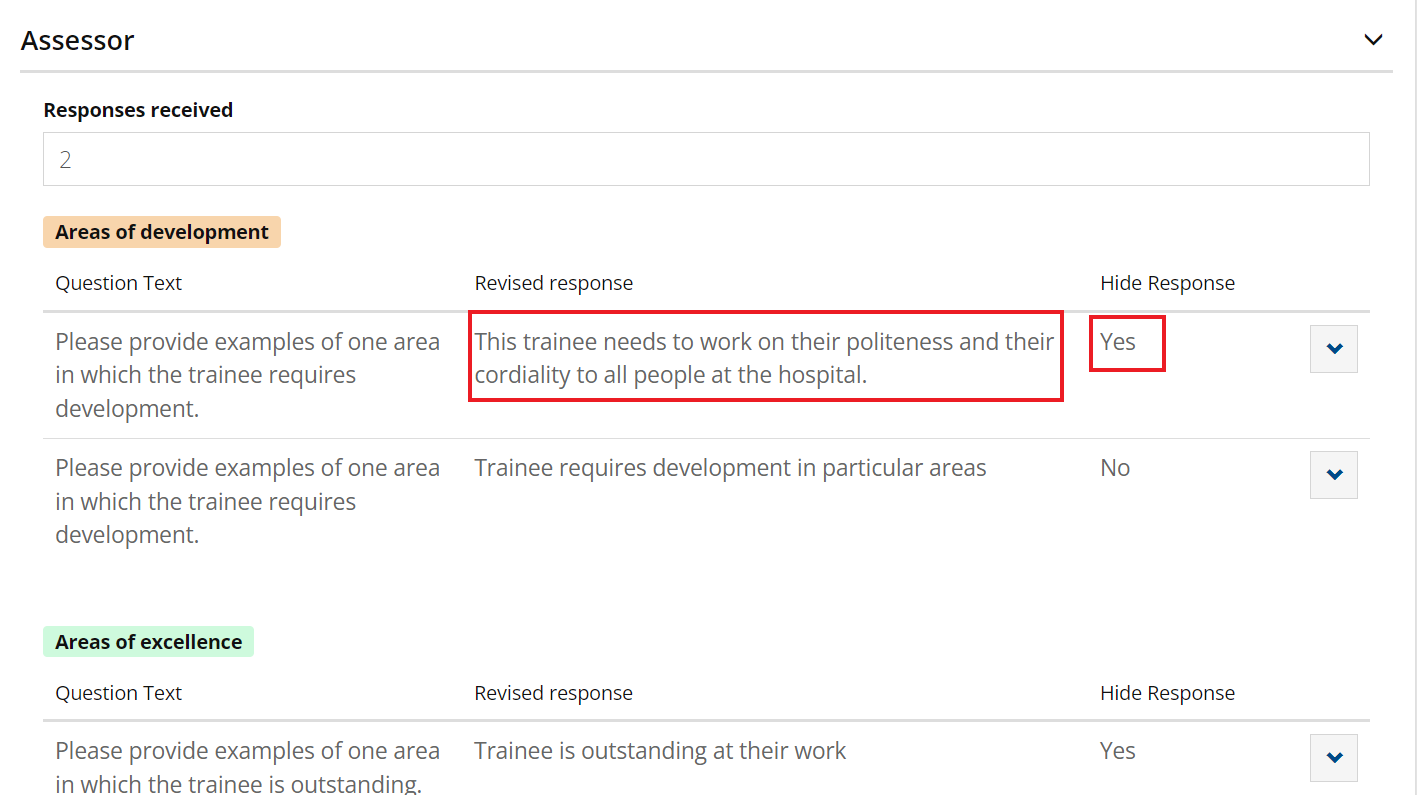 Assessor
Responses received
2
Areas of development
Question Text Revised response Hide Response
Please provide examples of one area This trainee needs to work on their politeness and their Yes
in which the trainee requires cordiality to all people at the hospital.
development.
Please provide examples of one area Trainee requires development in particular areas No
in which the trainee requires
development.
Areas of excellence
Question Text Revised response Hide Response
Please provide examples of one area Trainee is outstanding at their work Yes
in which the trainee is outstanding.